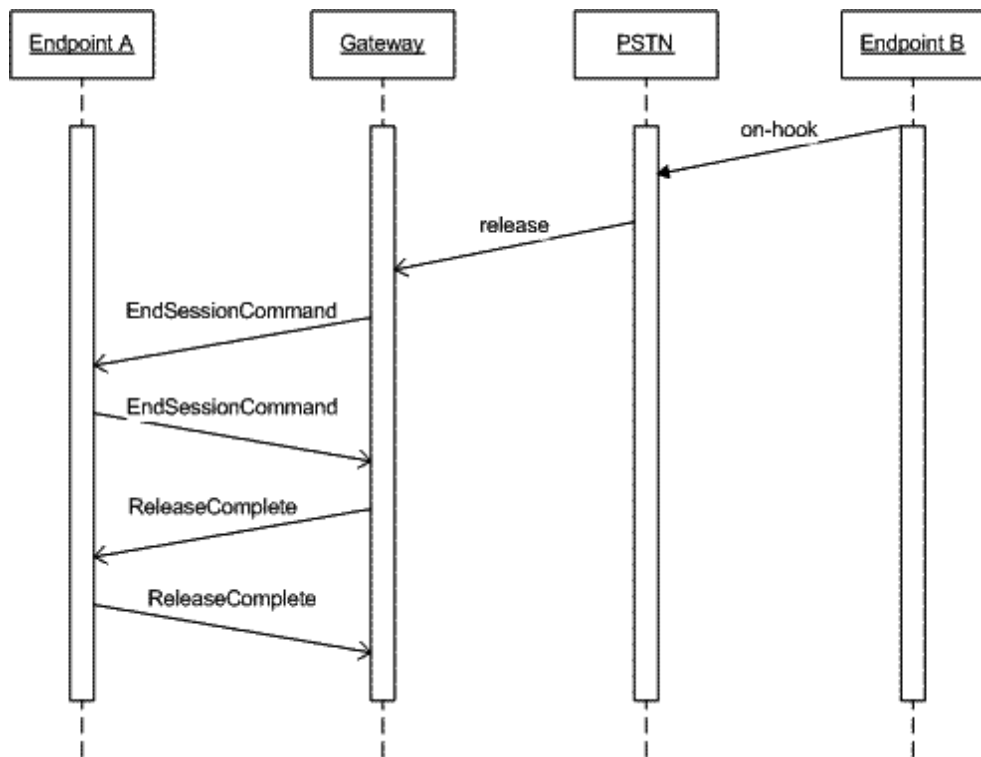 Endpoint A
Gateway
PSTN
Endpoint B
on-hook
release
EndSessionCommand
EndSessionCommand
ReleaseComplete
ReleaseComplete